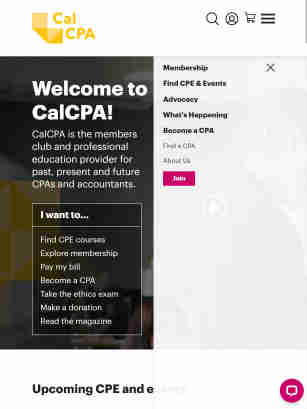 Cal
CPA
Membership
Find CPE & Events
Advocacy
What's Happening
Become a CPA
Find a CPA
About Us
Join
Welcome to
CalCPA!
CalCPA is the members
club and professional
education provider for
past, present and future
CPAs and accountants.
I want to...
Find CPE courses
Explore membership
Pay my bill
Become a CPA
Take the ethics exam
Make a donation
Read the magazine
Upcoming CPE and events